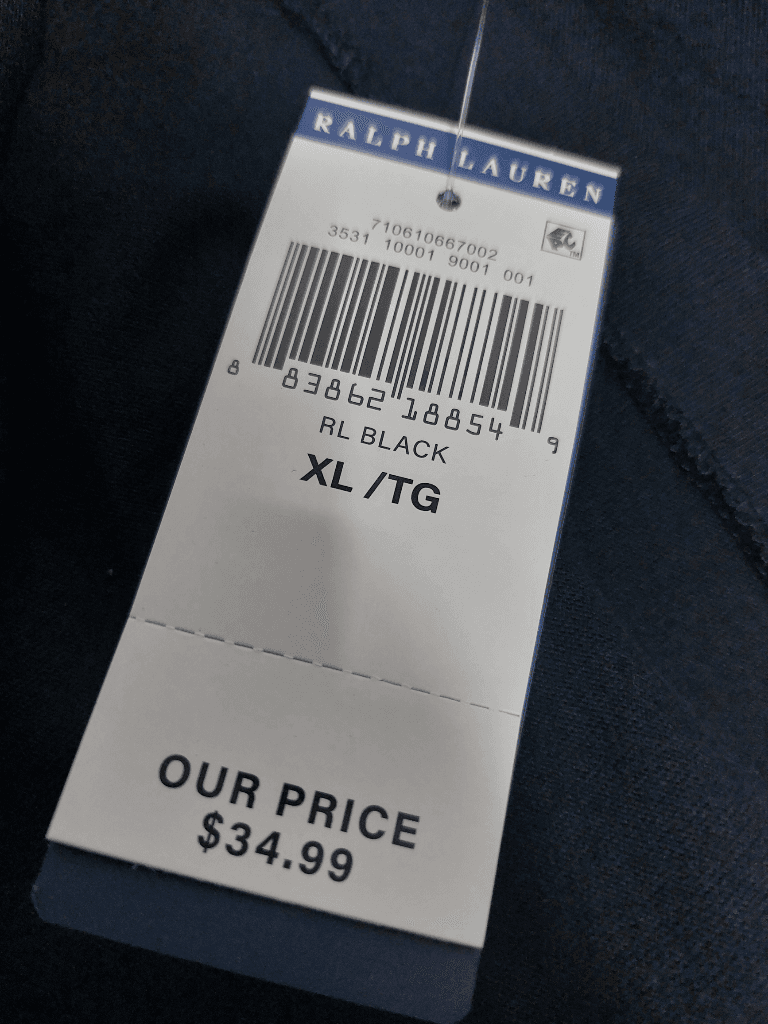 RALPH LAUREN
710610667002
3531 10001 9001 001
8 83862 18854 9
RL BLACK
XL /TG
OUR PRICE
$34.99